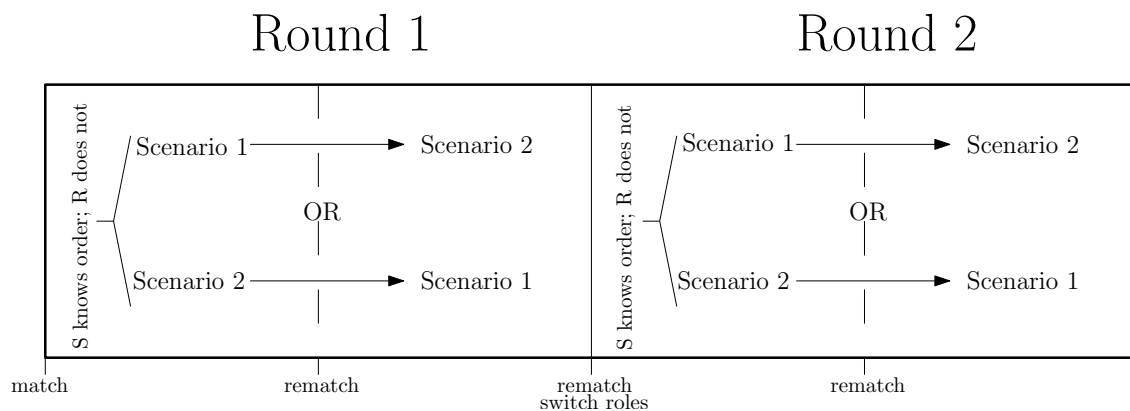 Round 1
Round 2
S knows order; R does not
Scenario 1
Scenario 2
OR
Scenario 2
Scenario 1
S knows order; R does not
Scenario 1
Scenario 2
OR
Scenario 2
Scenario 1
match
rematch
rematch
switch roles
rematch